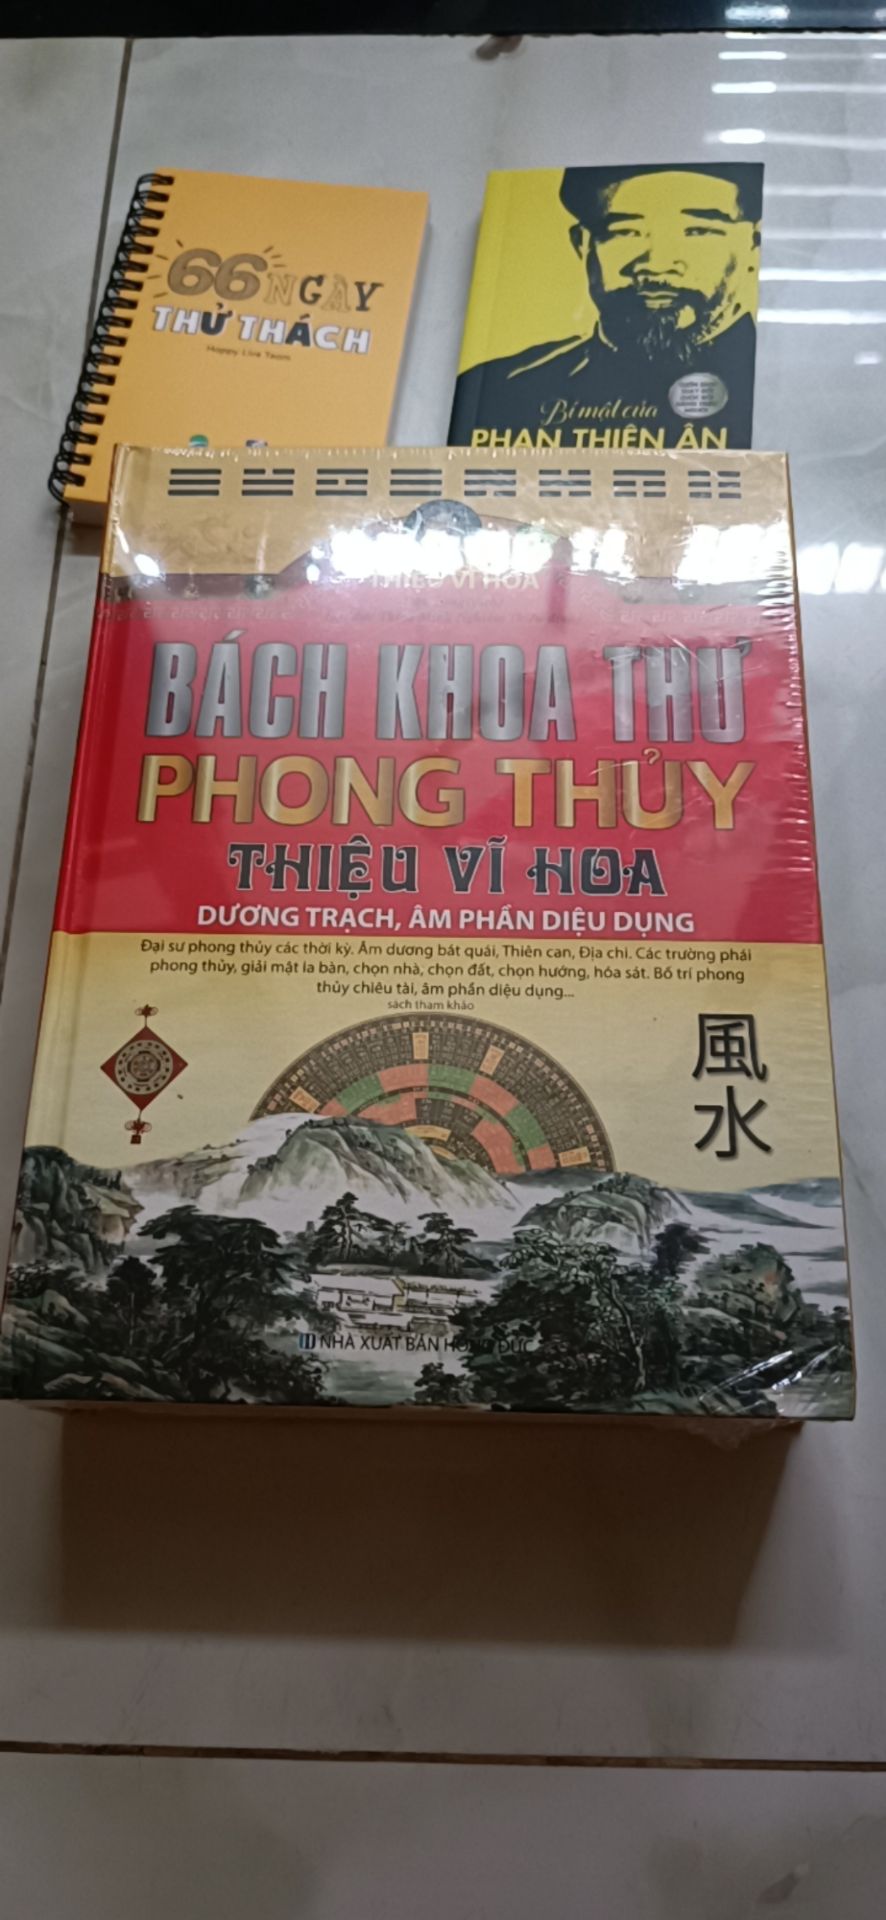 66 NGÀY
THỬ THÁCH
Happy Live Team
Bí mật của
PHAN THIÊN ÂN
THIỆU VĨ HOA
BÁCH KHOA THƯ
PHONG THỦY
THIỆU VĨ HOA
DƯƠNG TRẠCH, ÂM PHẦN DIỆU DỤNG
Đại sư phong thủy các thời kỳ. Âm dương bát quái, Thiên can, Địa chi. Các trường phái
phong thủy, giải mật la bàn, chọn nhà, chọn đất, chọn hướng, hóa sát. Bố trí phong
thủy chiêu tài, âm phần diệu dụng...
sách tham khảo
風
水
NHÀ XUẤT BẢN HỒNG ĐỨC